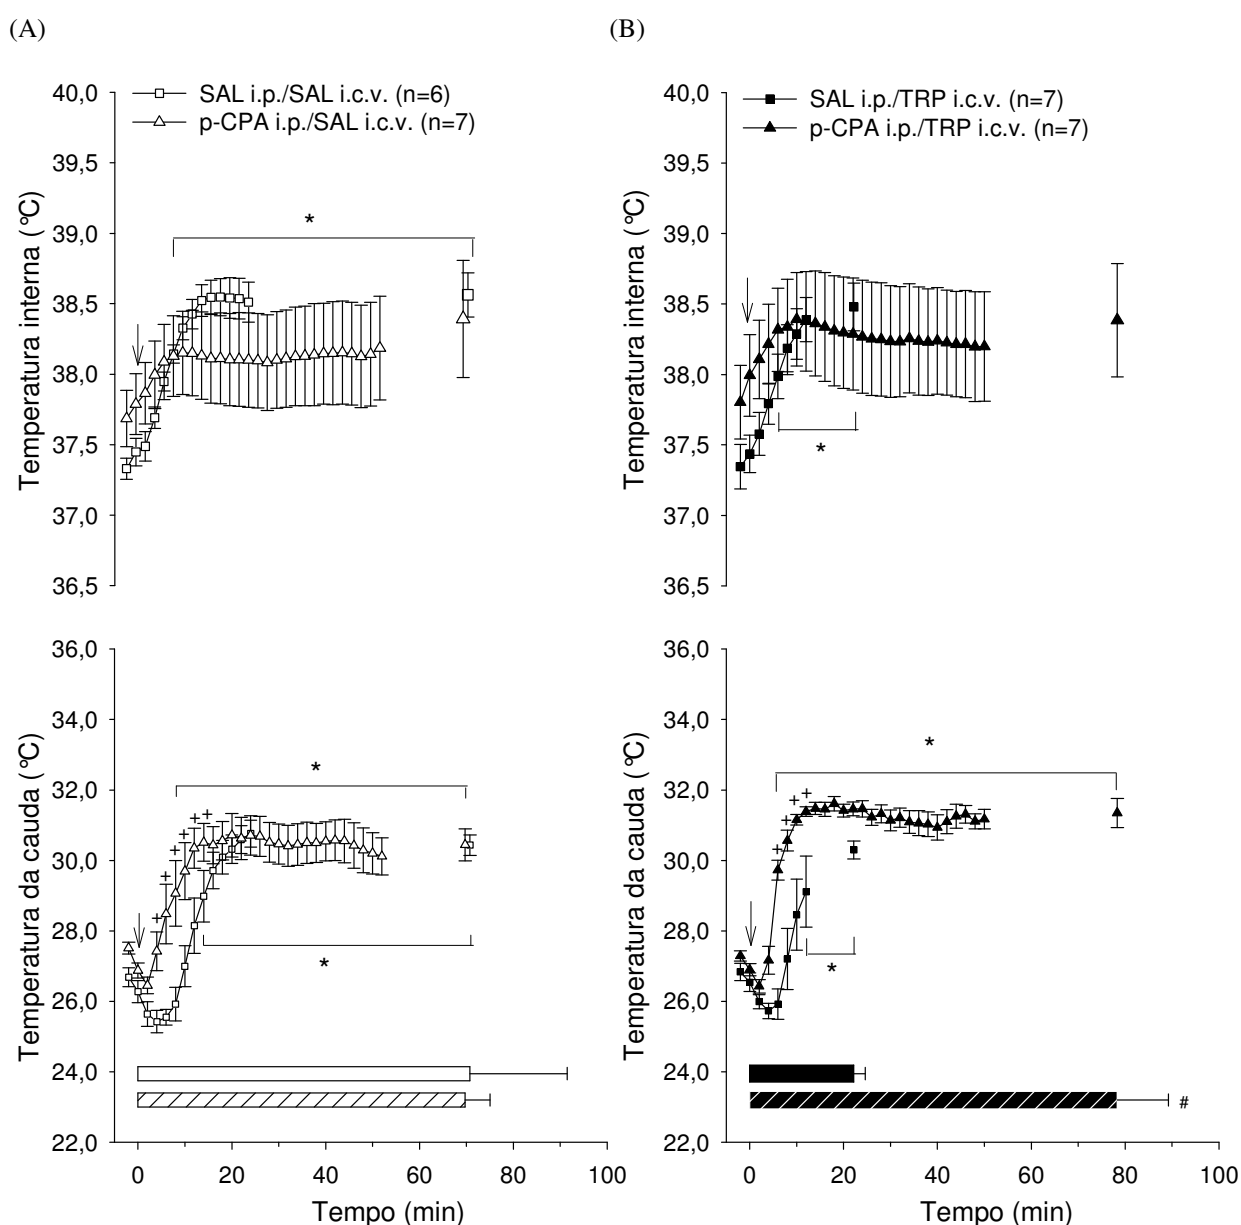 (A)
(B)
SAL i.p./SAL i.c.v. (n=6)
p-CPA i.p./SAL i.c.v. (n=7)
SAL i.p./TRP i.c.v. (n=7)
p-CPA i.p./TRP i.c.v. (n=7)
Temperatura interna (°C)
40,0
39,5
39,0
38,5
38,0
37,5
37,0
36,5
*
Temperatura interna (°C)
40,0
39,5
39,0
38,5
38,0
37,5
37,0
36,5
*
Temperatura da cauda (°C)
36,0
34,0
32,0
30,0
28,0
26,0
24,0
22,0
*
+ + + + + +
*
0 20 40 60 80 100
Tempo (min)
Temperatura da cauda (°C)
36,0
34,0
32,0
30,0
28,0
26,0
24,0
22,0
*
+ + + +
*
#
0 20 40 60 80 100
Tempo (min)